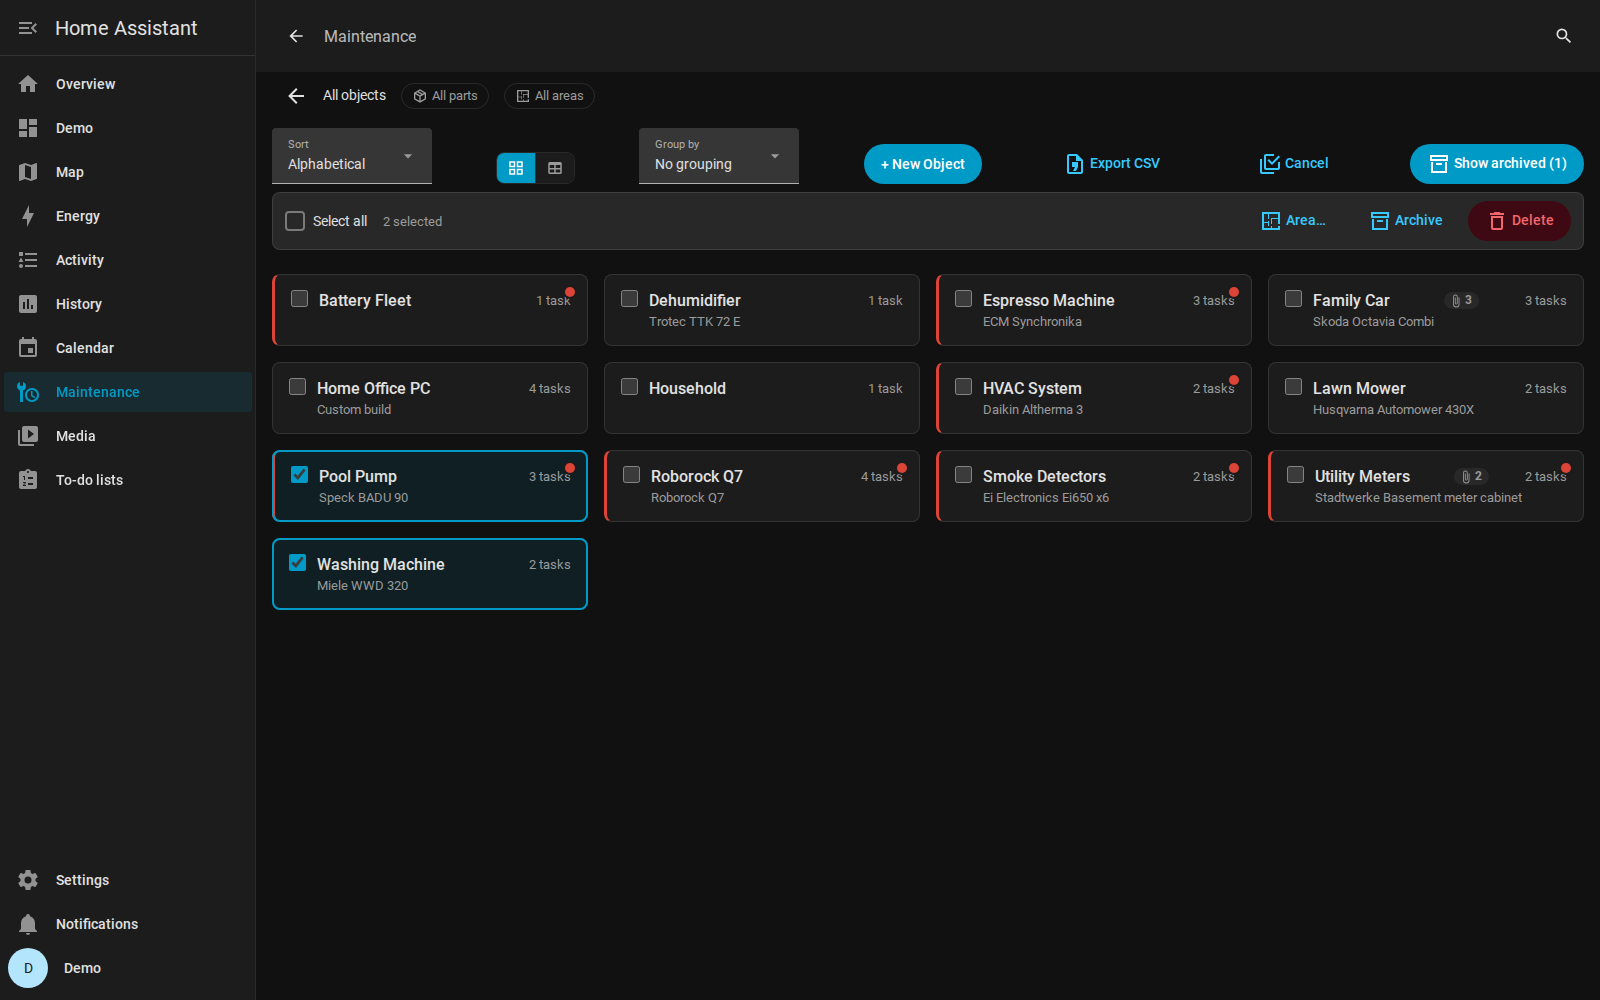 Home Assistant
Overview
Demo
Map
Energy
Activity
History
Calendar
Maintenance
Media
To-do lists
Settings
Notifications
D
Demo
Maintenance
All objects
All parts
All areas
Sort
Alphabetical
Group by
No grouping
+ New Object
Export CSV
Cancel
Show archived (1)
Select all
2 selected
Area...
Archive
Delete
Battery Fleet
1 task
Dehumidifier
1 task
Trotec TTK 72 E
Espresso Machine
3 tasks
ECM Synchronika
Family Car
3
3 tasks
Skoda Octavia Combi
Home Office PC
4 tasks
Custom build
Household
1 task
HVAC System
2 tasks
Daikin Altherma 3
Lawn Mower
2 tasks
Husqvarna Automower 430X
Pool Pump
3 tasks
Speck BADU 90
Roborock Q7
4 tasks
Roborock Q7
Smoke Detectors
2 tasks
Ei Electronics Ei650 x6
Utility Meters
2
2 tasks
Stadtwerke Basement meter cabinet
Washing Machine
2 tasks
Miele WWD 320